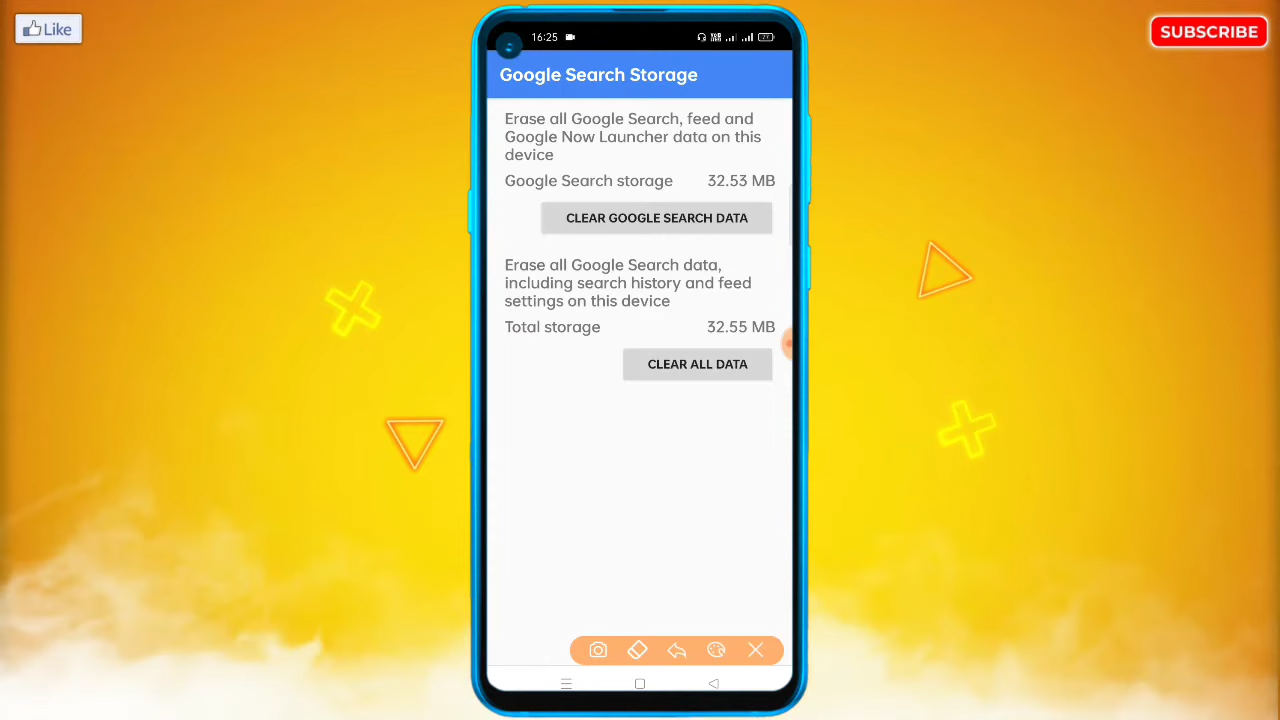 Like
SUBSCRIBE
16:25
Google Search Storage
Erase all Google Search, feed and
Google Now Launcher data on this
device
Google Search storage 32.53 MB
CLEAR GOOGLE SEARCH DATA
Erase all Google Search data,
including search history and feed
settings on this device
Total storage 32.55 MB
CLEAR ALL DATA